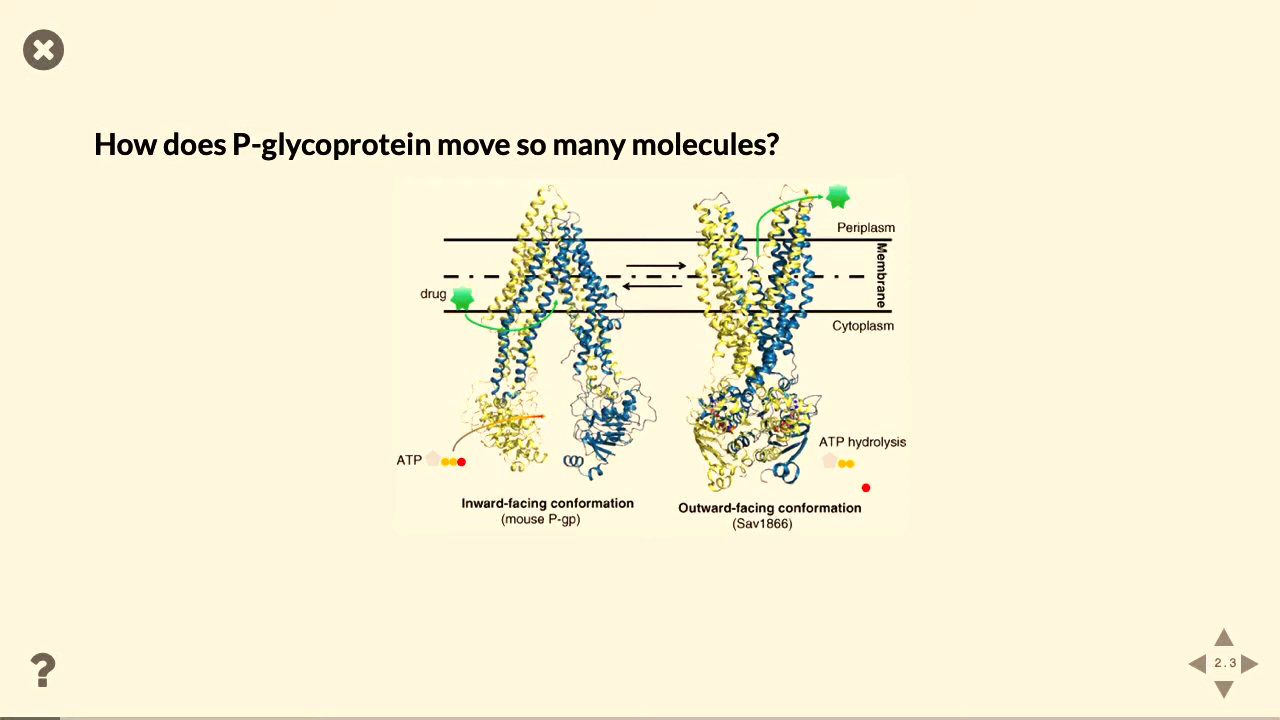 How does P-glycoprotein move so many molecules?
Periplasm
Membrane
drug
Cytoplasm
ATP
ATP hydrolysis
Inward-facing conformation
(mouse P-gp)
Outward-facing conformation
(Sav1866)
?
2.3